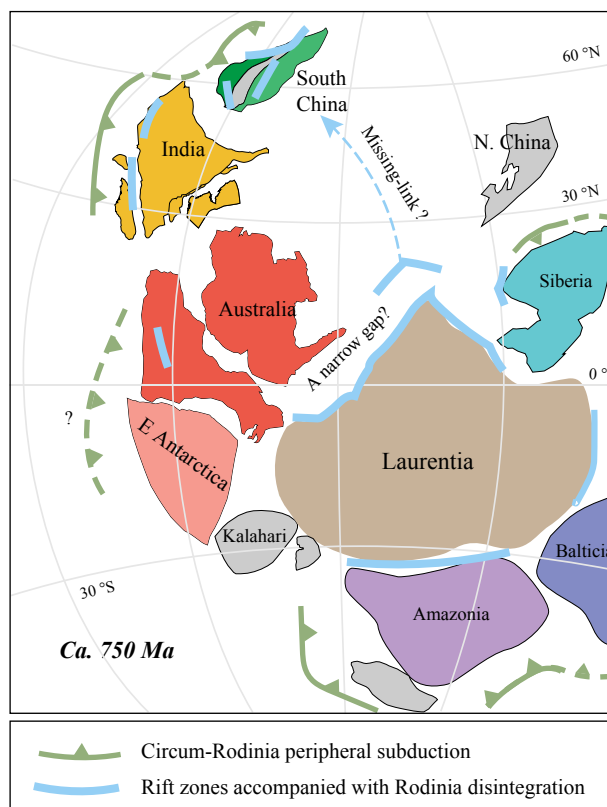 60 °N
South
China
India
Missing-link ?
N. China
30 °N
Siberia
Australia
A narrow gap?
0 °
?
E Antarctica
Laurentia
Kalahari
Balticia
30 °S
Amazonia
Ca. 750 Ma
Circum-Rodinia peripheral subduction
Rift zones accompanied with Rodinia disintegration